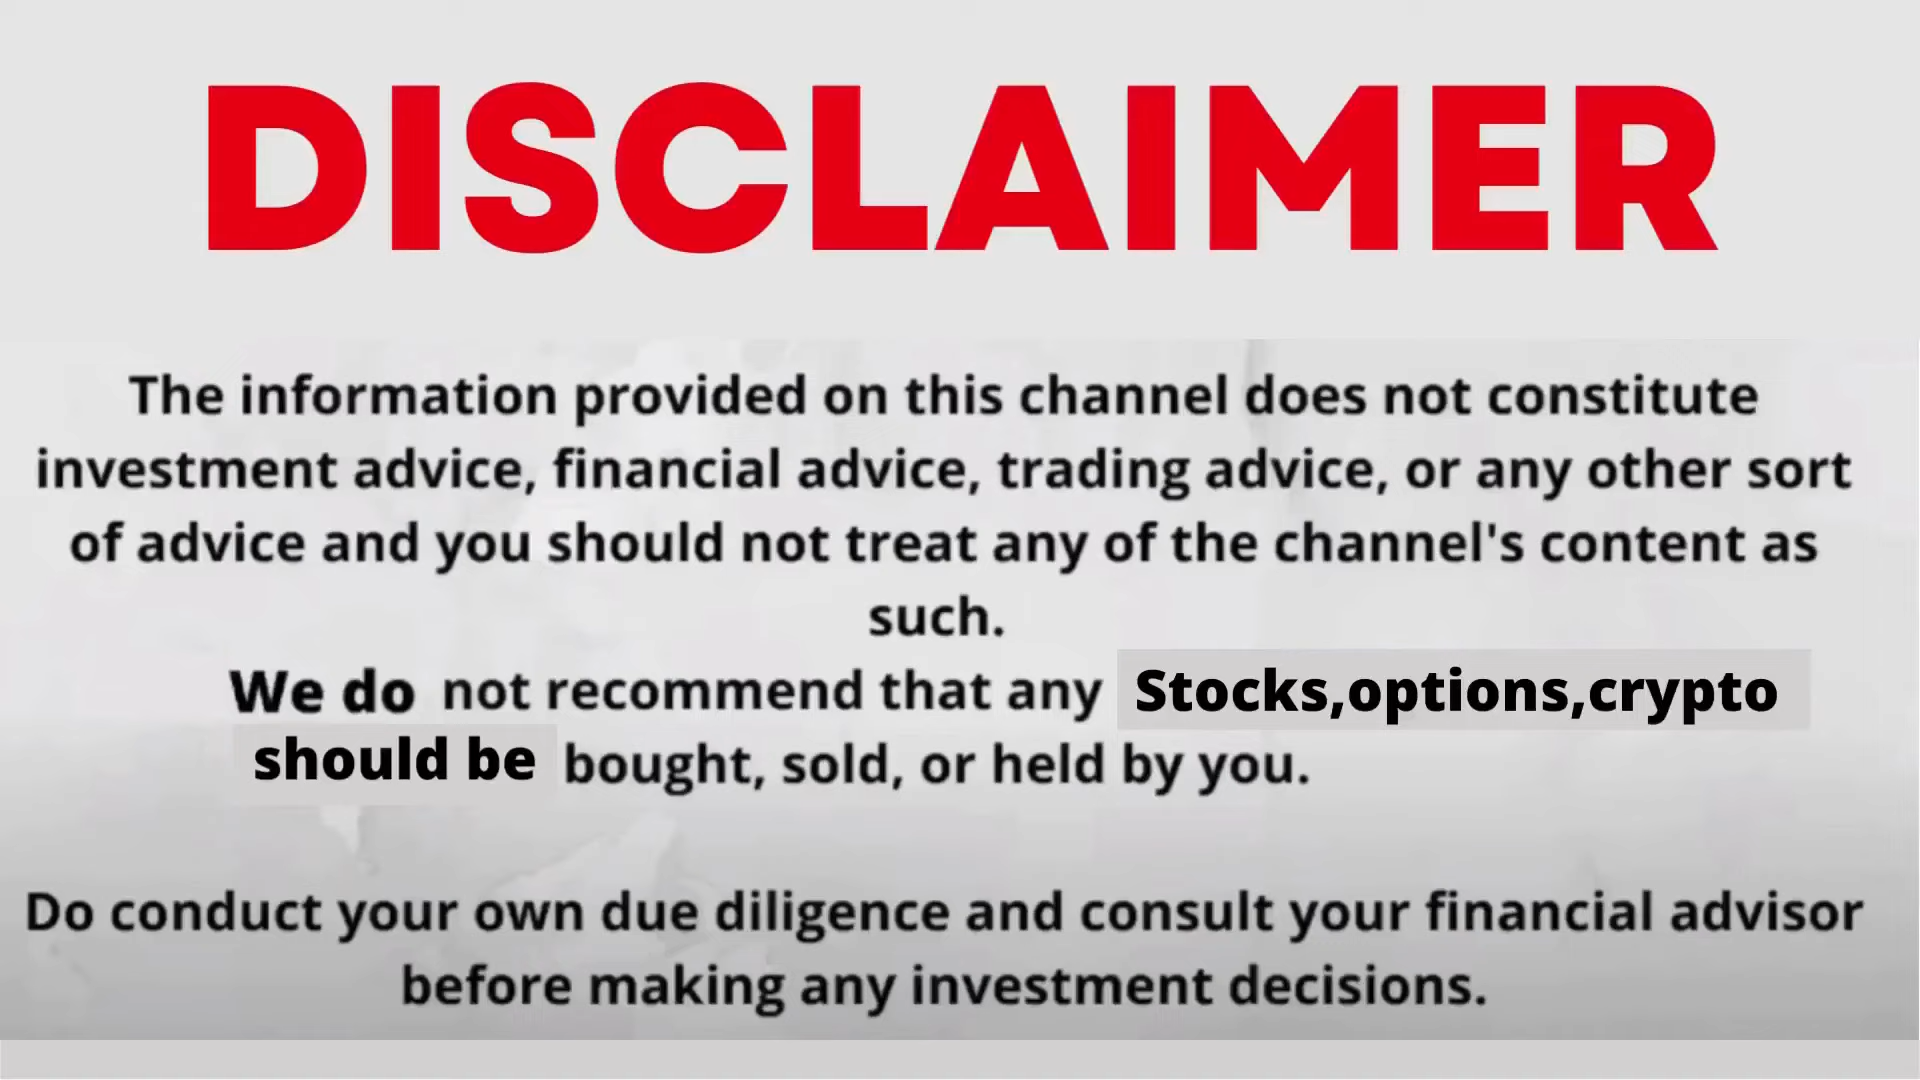 DISCLAIMER
The information provided on this channel does not constitute
investment advice, financial advice, trading advice, or any other sort
of advice and you should not treat any of the channel's content as
such.
We do not recommend that any Stocks,options,crypto
should be bought, sold, or held by you.
Do conduct your own due diligence and consult your financial advisor
before making any investment decisions.